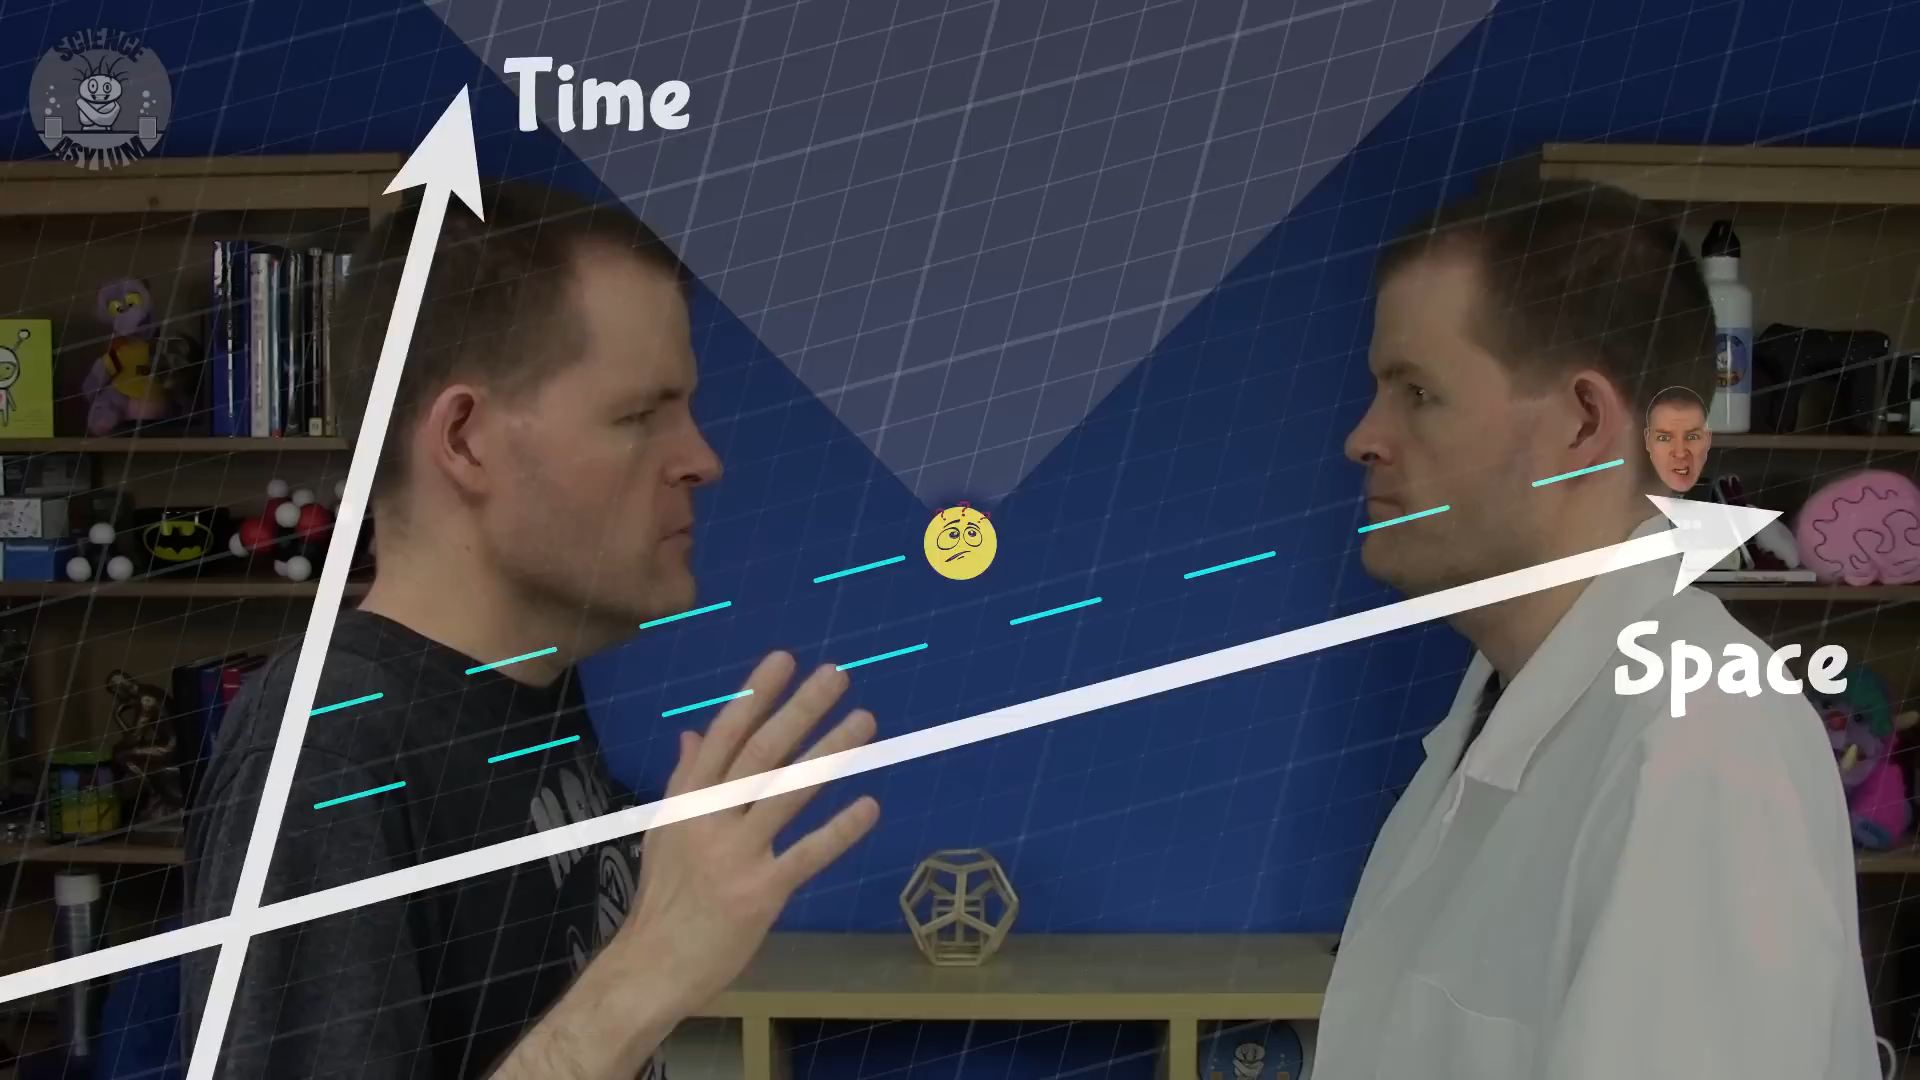 SCIENCE
ASYLUM
Time
? ? ?
Space